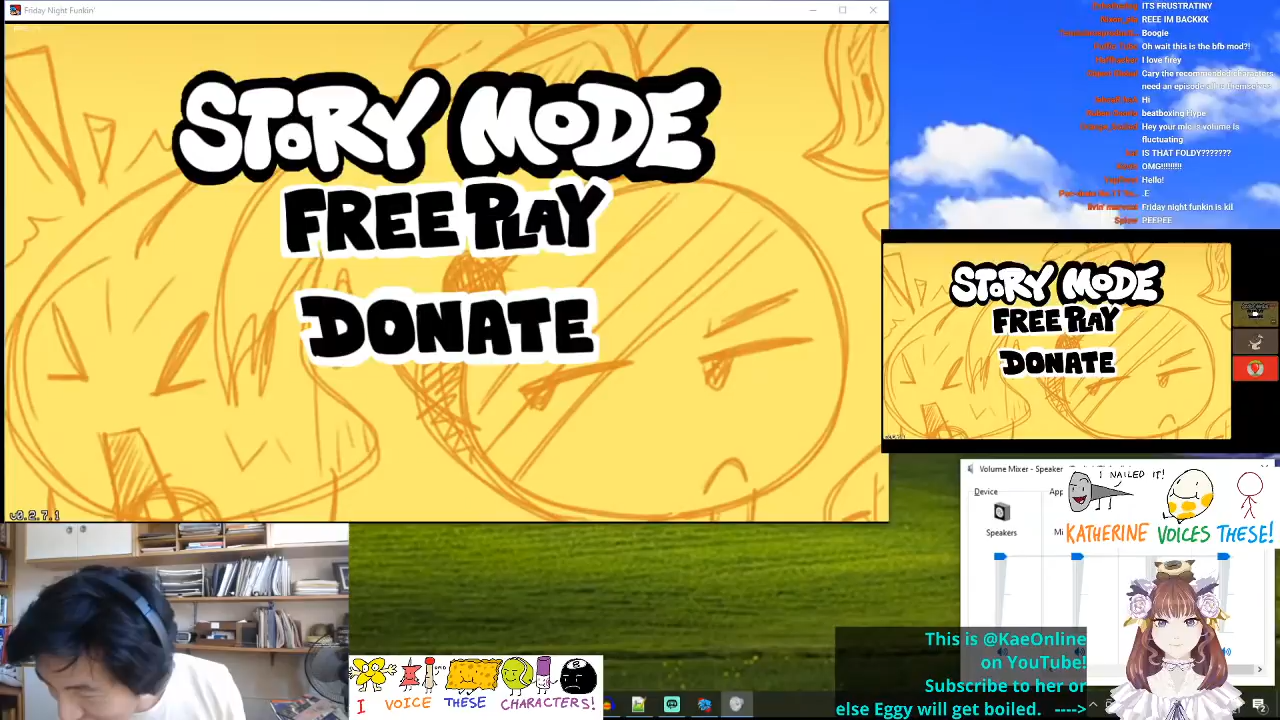 Friday Night Funkin'
STORY MODE
FREE PLAY
DONATE
v0.2.7.1
ITS FRUSTRATINY
REEE IM BACKKK
Boogie
Oh wait this is the bfb mod?!
I love firey
Cary the recommended characters
need an episode all to themselves
Hi
beatboxing Hype
Hey your mic is volume is
fluctuating
IS THAT FOLDY???????
Hello!
.E
Friday night funkin is kil
PEEPEE
STORY MODE
FREE PLAY
DONATE
Volume Mixer - Speaker
Device
App
Speakers
I NAILED IT!
KATHERINE VOICES THESE!
I VOICE THESE CHARACTERS!
This is @KaeOnline
on YouTube!
Subscribe to her or
else Eggy will get boiled. ---->